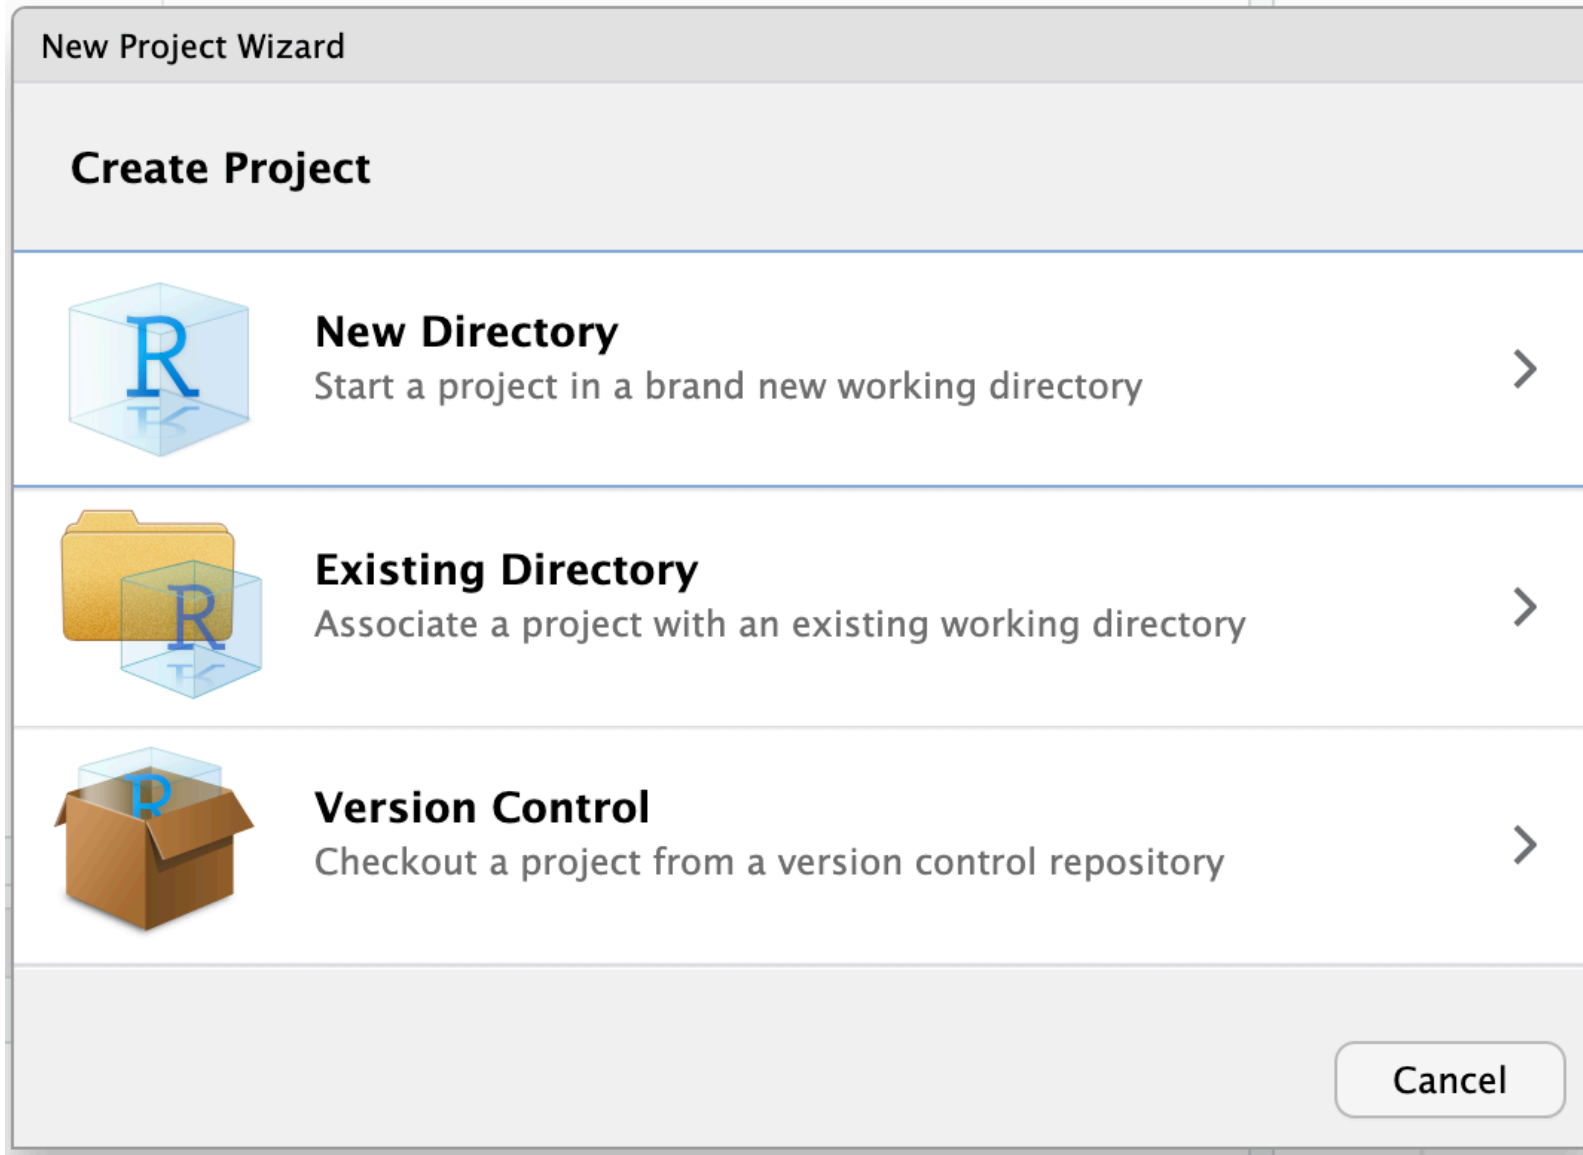 New Project Wizard
Create Project
R
New Directory
Start a project in a brand new working directory
R
Existing Directory
Associate a project with an existing working directory
R
Version Control
Checkout a project from a version control repository
Cancel